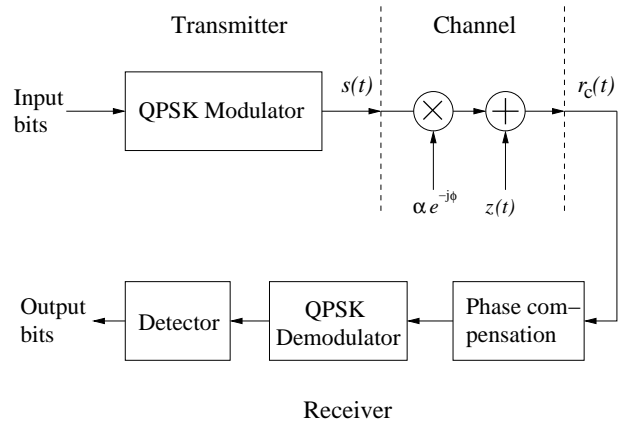 Transmitter
Channel
Input
bits
QPSK Modulator
s(t)
×
+
r_c(t)
αe^{-jϕ}
z(t)
Output
bits
Detector
QPSK
Demodulator
Phase com–
pensation
Receiver